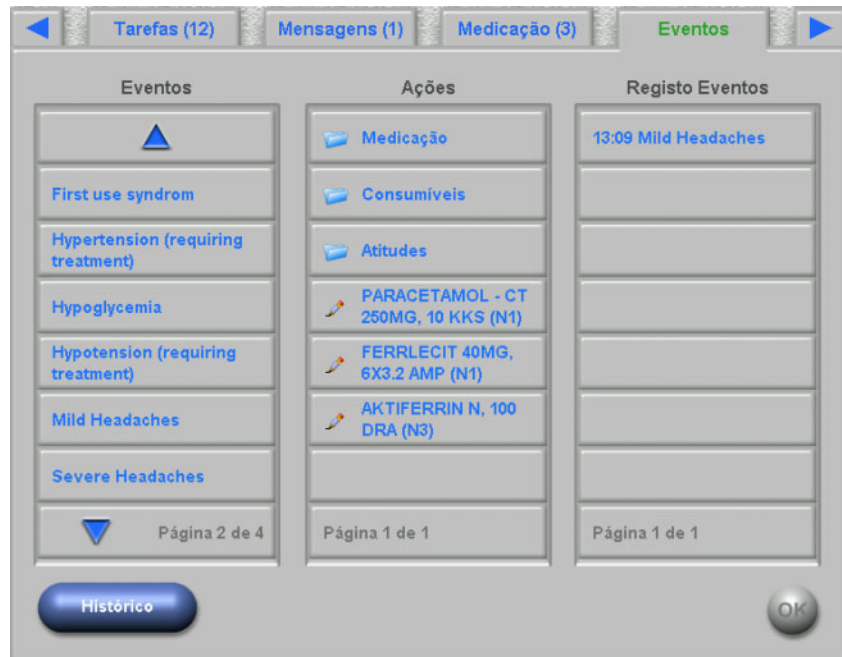 Tarefas (12)
Mensagens (1)
Medicação (3)
Eventos
Eventos
First use syndrom
Hypertension (requiring
treatment)
Hypoglycemia
Hypotension (requiring
treatment)
Mild Headaches
Severe Headaches
Página 2 de 4
Ações
Medicação
Consumíveis
Atitudes
PARACETAMOL - CT
250MG, 10 KKS (N1)
FERRLECIT 40MG,
6X3.2 AMP (N1)
AKTIFERRIN N, 100
DRA (N3)
Página 1 de 1
Registo Eventos
13:09 Mild Headaches
Página 1 de 1
Histórico
OK